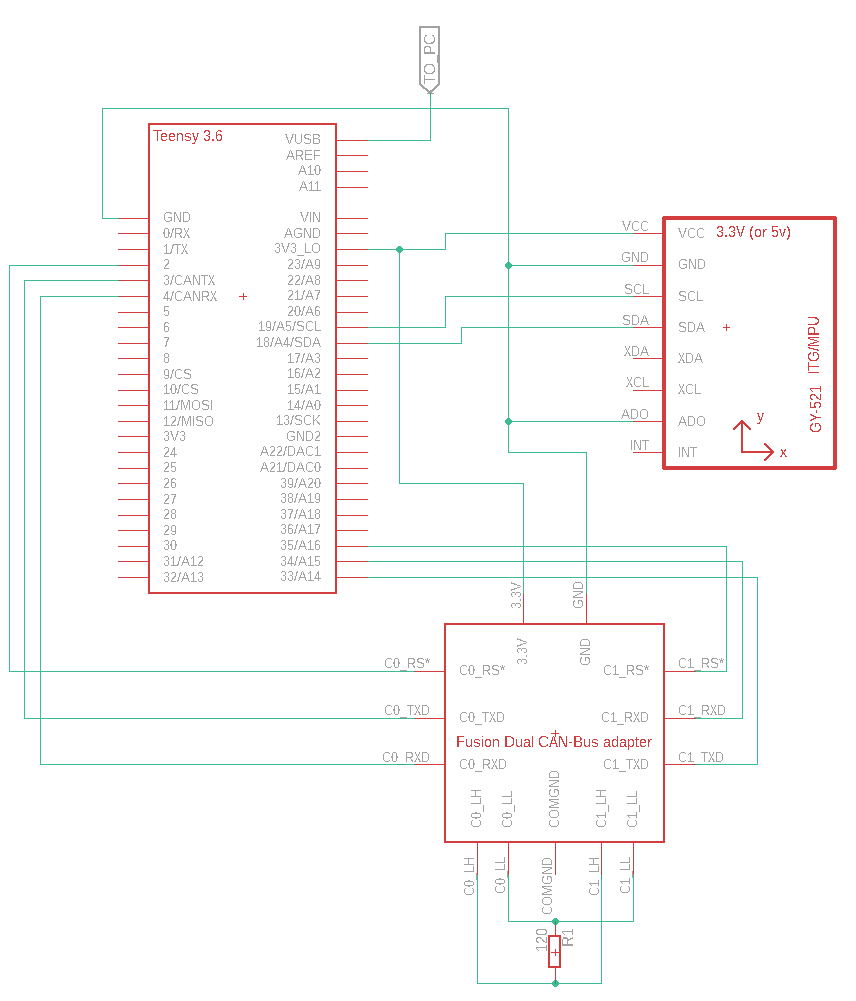 TO_PC
Teensy 3.6
VUSB
AREF
A10
A11
GND
VIN
0/RX
AGND
1/TX
3V3_LO
2
23/A9
3/CANTX
22/A8
4/CANRX
21/A7
5
20/A6
6
19/A5/SCL
7
18/A4/SDA
8
17/A3
9/CS
16/A2
10/CS
15/A1
11/MOSI
14/A0
12/MISO
13/SCK
3V3
GND2
24
A22/DAC1
25
A21/DAC0
26
39/A20
27
38/A19
28
37/A18
29
36/A17
30
35/A16
31/A12
34/A15
32/A13
33/A14
VCC
VCC
3.3V (or 5v)
GND
GND
SCL
SCL
SDA
SDA
XDA
XDA
XCL
XCL
ADO
ADO
INT
INT
GY-521 ITG/MPU
y
x
3.3V
GND
3.3V
GND
C0_RS*
C0_RS*
C1_RS*
C1_RS*
C0_TXD
C0_TXD
C1_RXD
C1_RXD
Fusion Dual CAN-Bus adapter
C0_RXD
C0_RXD
C1_TXD
C1_TXD
C0_LH
C0_LL
COMGND
C1_LH
C1_LL
C0_LH
C0_LL
COMGND
C1_LH
C1_LL
120
R1